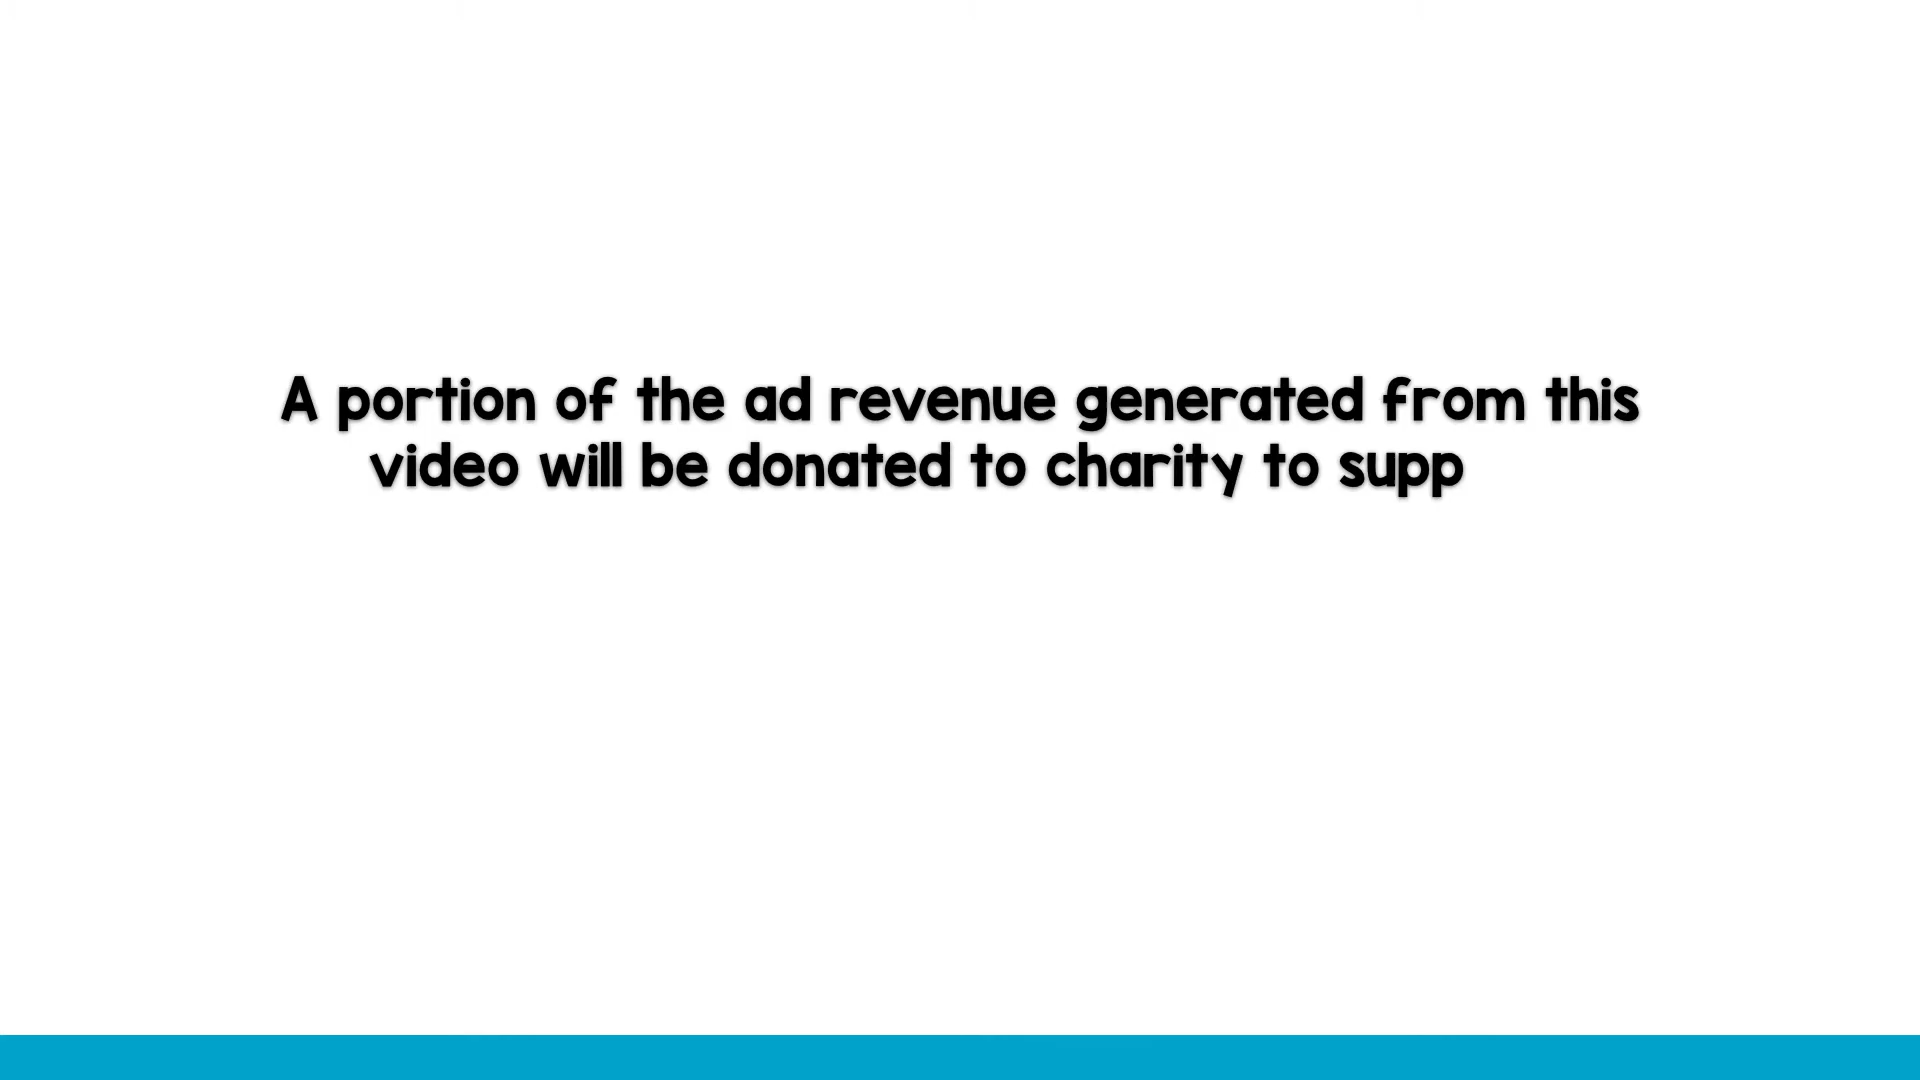 A portion of the ad revenue generated from this
video will be donated to charity to supp